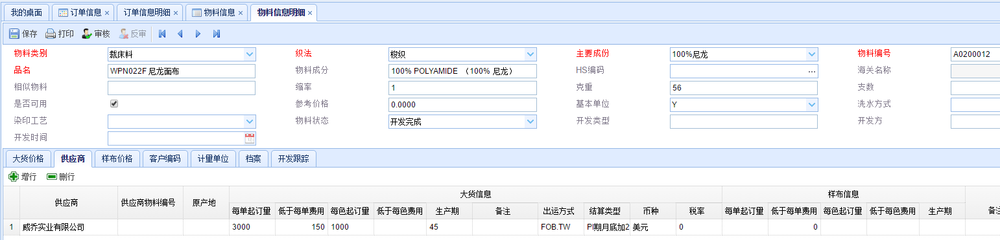 我的桌面 订单信息 × 订单信息明细 × 物料信息 × 物料信息明细 ×
保存 打印 审核 反审
物料类别 裁床料 织法 梭织 主要成份 100%尼龙 物料编号 A0200012
品名 WPN022F 尼龙面布 物料成分 100% POLYAMIDE （100% 尼龙） HS编码 ... 海关名称
相似物料 缩率 1 克重 56 支数
是否可用 参考价格 0.0000 基本单位 Y 洗水方式
染印工艺 物料状态 开发完成 开发类型 开发方
开发时间
大货价格 供应商 样布价格 客户编码 计量单位 档案 开发跟踪
增行 删行
供应商 供应商物料编号 原产地 大货信息 样布信息
每单起订量 低于每单费用 每色起订量 低于每色费用 生产期 备注 出运方式 结算类型 币种 税率 每单起订量 低于每单费用 每色起订量 低于每色费用 生产期 备注
1 威乔实业有限公司 3000 150 1000 45 FOB.TW PI期月底加2 美元 0 0